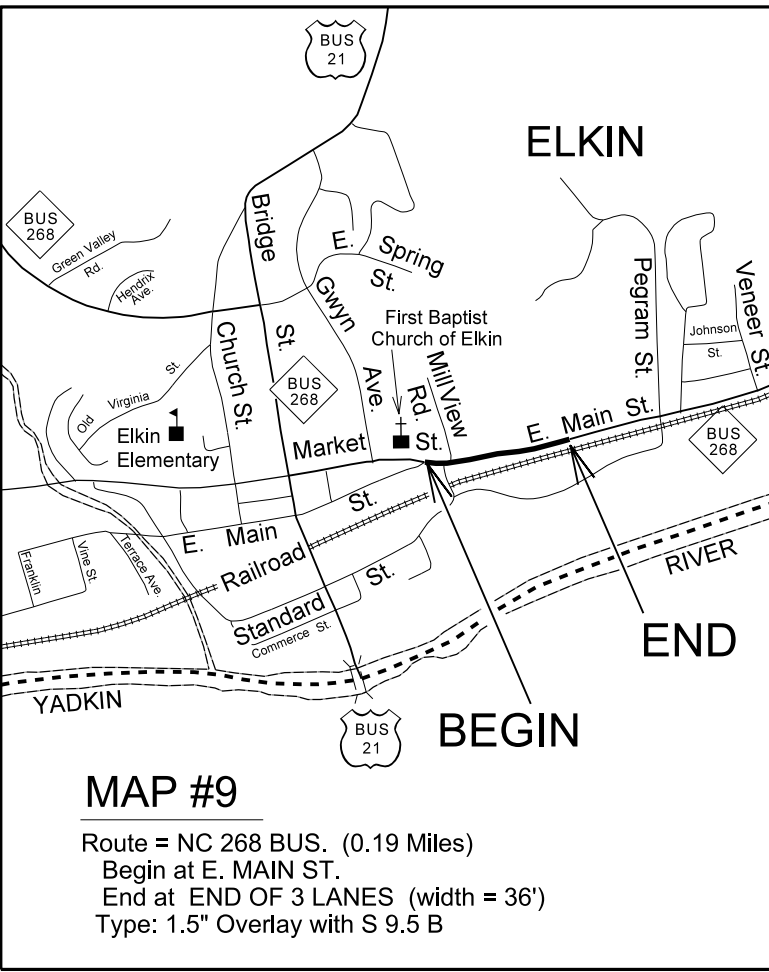 BUS
21
ELKIN
BUS
268
Green Valley
Rd.
Hendrix
Ave.
Bridge
St.
E. Spring
St.
Gwyn
Ave.
First Baptist
Church of Elkin
Mill View
Rd.
Pegram St.
Veneer St.
Johnson
St.
Church St.
BUS
268
Old Virginia St.
Elkin
Elementary
Market St.
E. Main St.
BUS
268
E. Main St.
Railroad
Franklin
Vine St.
Terrace Ave.
Standard St.
Commerce St.
RIVER
END
YADKIN
BEGIN
BUS
21
MAP #9
Route = NC 268 BUS. (0.19 Miles)
Begin at E. MAIN ST.
End at END OF 3 LANES (width = 36')
Type: 1.5" Overlay with S 9.5 B